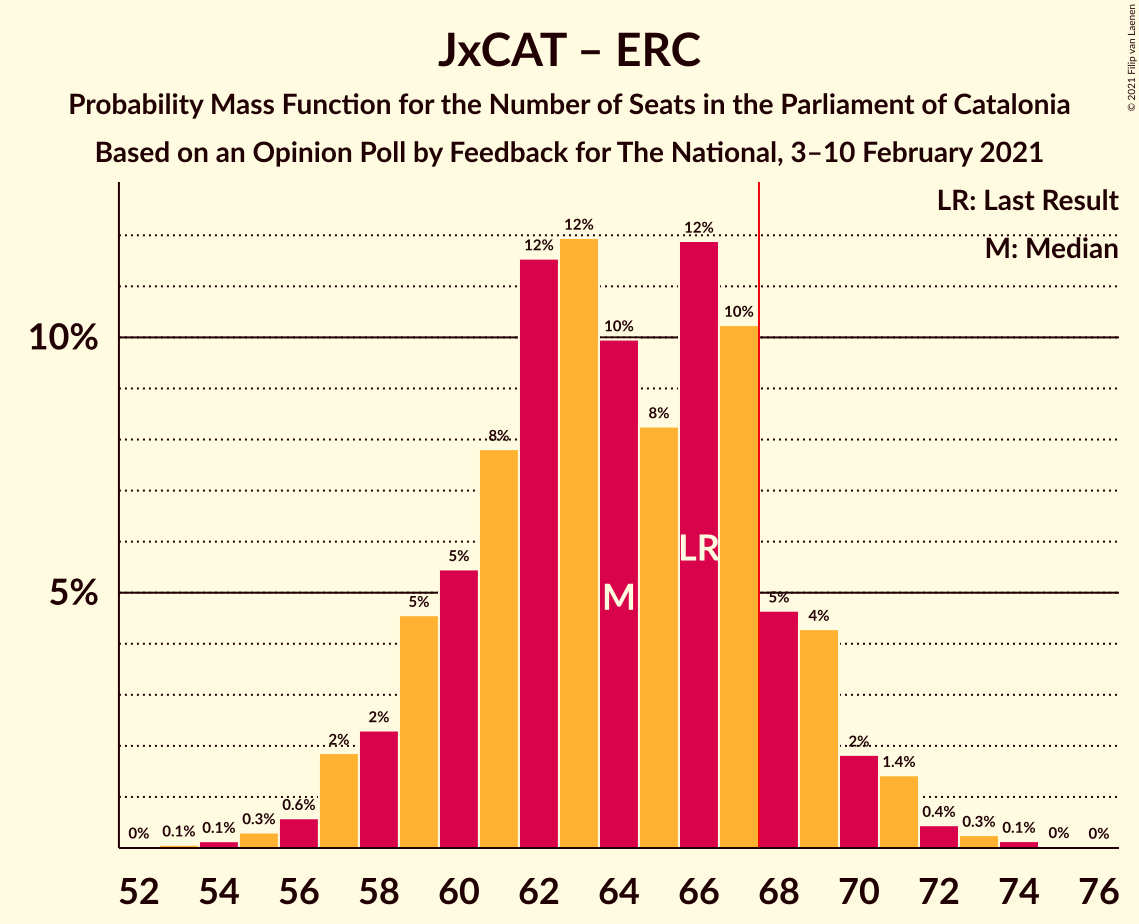 JxCAT – ERC
Probability Mass Function for the Number of Seats in the Parliament of Catalonia
Based on an Opinion Poll by Feedback for The National, 3–10 February 2021
© 2021 Filip van Laenen
LR: Last Result
M: Median
10%
5%
0% 0.1% 0.1% 0.3% 0.6% 2% 2% 5% 5% 8% 12% 12% 10% 8% 12% 10% 5% 4% 2% 1.4% 0.4% 0.3% 0.1% 0% 0%
M
LR
52 54 56 58 60 62 64 66 68 70 72 74 76